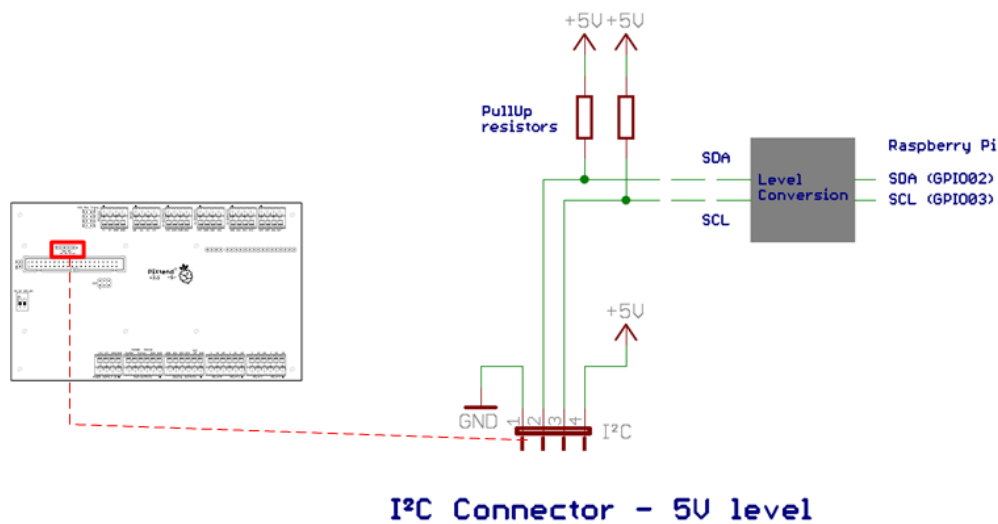 +5V +5V
PullUp
resistors
SDA
SCL
Level
Conversion
Raspberry Pi
SDA (GPIO02)
SCL (GPIO03)
+5V
GND
1
2
3
4
I²C
I²C Connector - 5V level